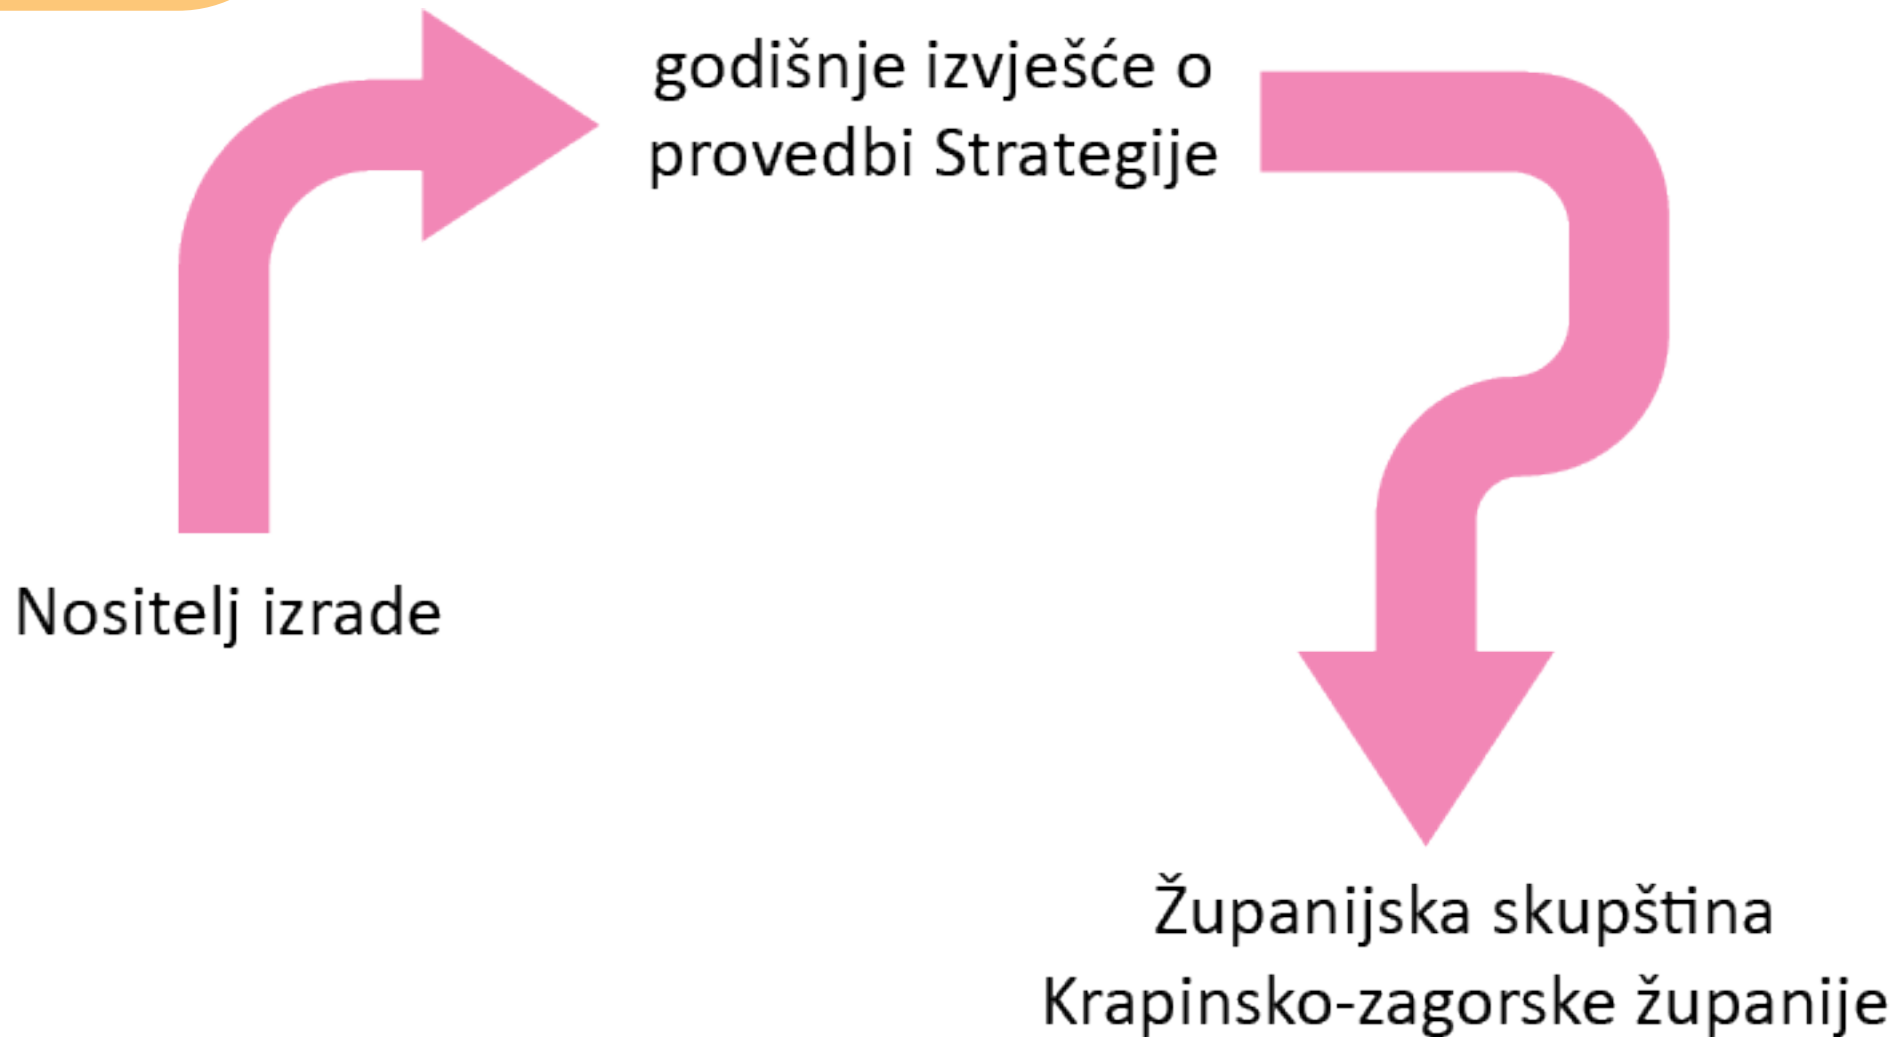 godišnje izvješće o
provedbi Strategije
Nositelj izrade
Županijska skupština
Krapinsko-zagorske županije